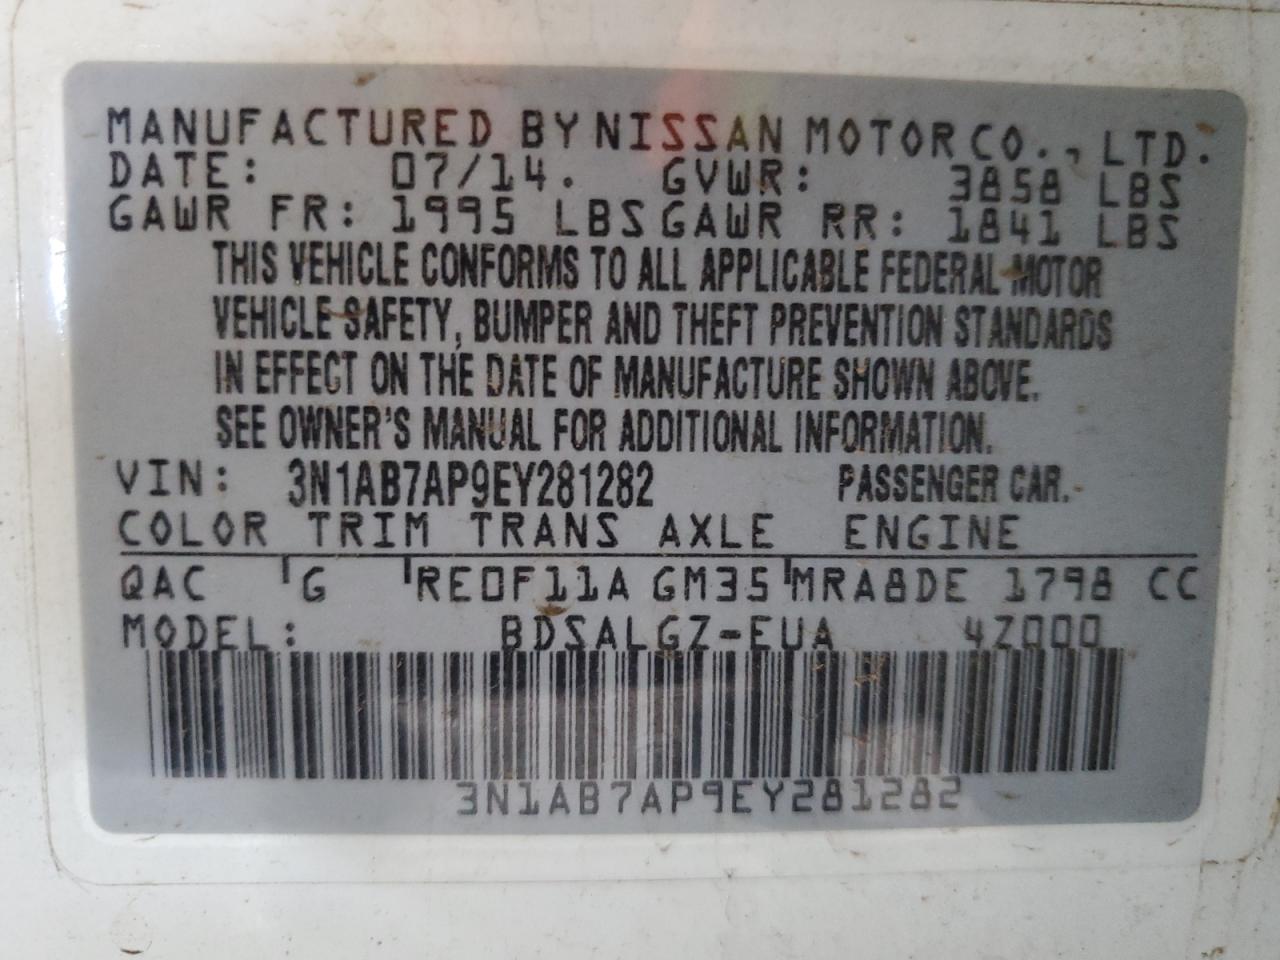 MANUFACTURED BY NISSAN MOTOR CO., LTD.
DATE: 07/14. GVWR: 3858 LBS
GAWR FR: 1995 LBS GAWR RR: 1841 LBS
THIS VEHICLE CONFORMS TO ALL APPLICABLE FEDERAL MOTOR
VEHICLE SAFETY, BUMPER AND THEFT PREVENTION STANDARDS
IN EFFECT ON THE DATE OF MANUFACTURE SHOWN ABOVE.
SEE OWNER'S MANUAL FOR ADDITIONAL INFORMATION.
VIN: 3N1AB7AP9EY281282 PASSENGER CAR.
COLOR TRIM TRANS AXLE ENGINE
QAC G RE0F11A GM35 MRA8DE 1798 CC
MODEL: BDSALGZ-EUA 4Z000
3N1AB7AP9EY281282